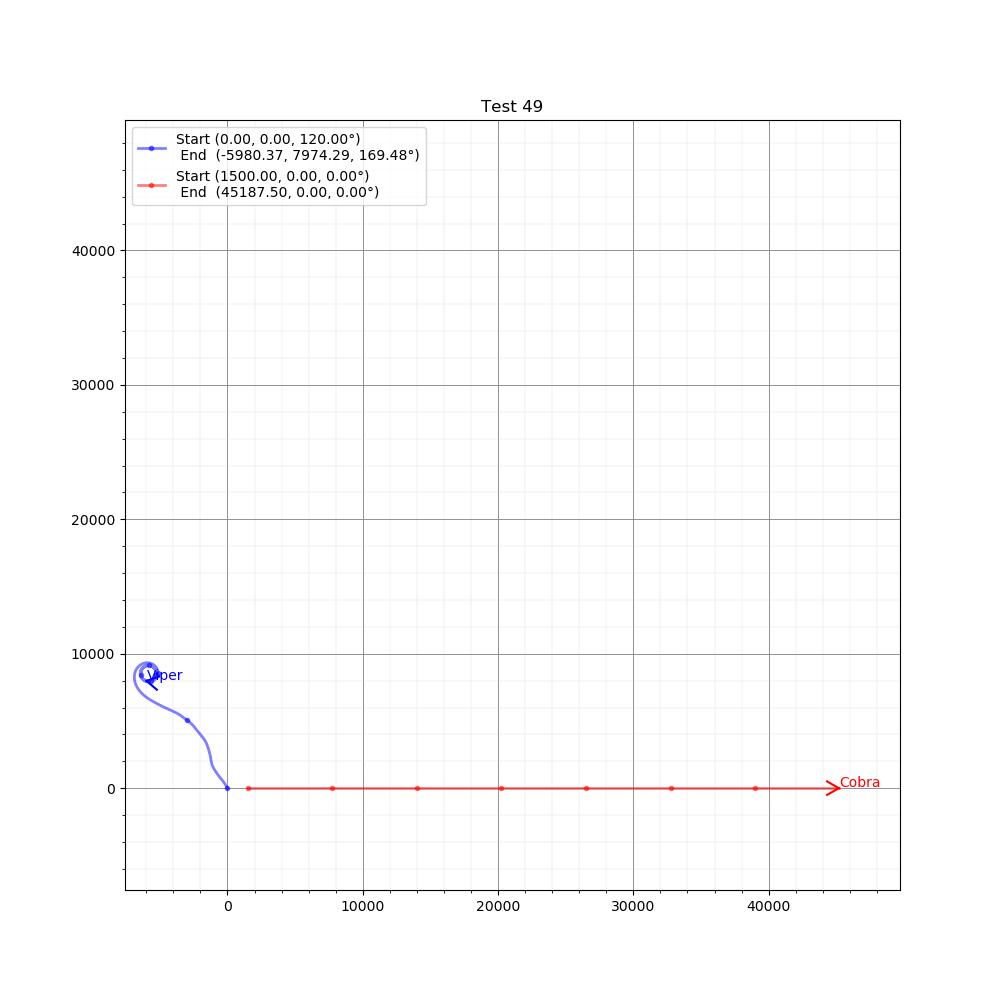 Test 49
Start (0.00, 0.00, 120.00°)
End (-5980.37, 7974.29, 169.48°)
Start (1500.00, 0.00, 0.00°)
End (45187.50, 0.00, 0.00°)
40000
30000
20000
10000
0
Viper
Cobra
0
10000
20000
30000
40000